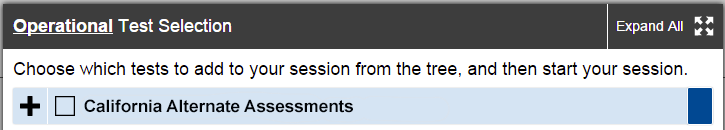 Operational Test Selection
Expand All
Choose which tests to add to your session from the tree, and then start your session.
California Alternate Assessments